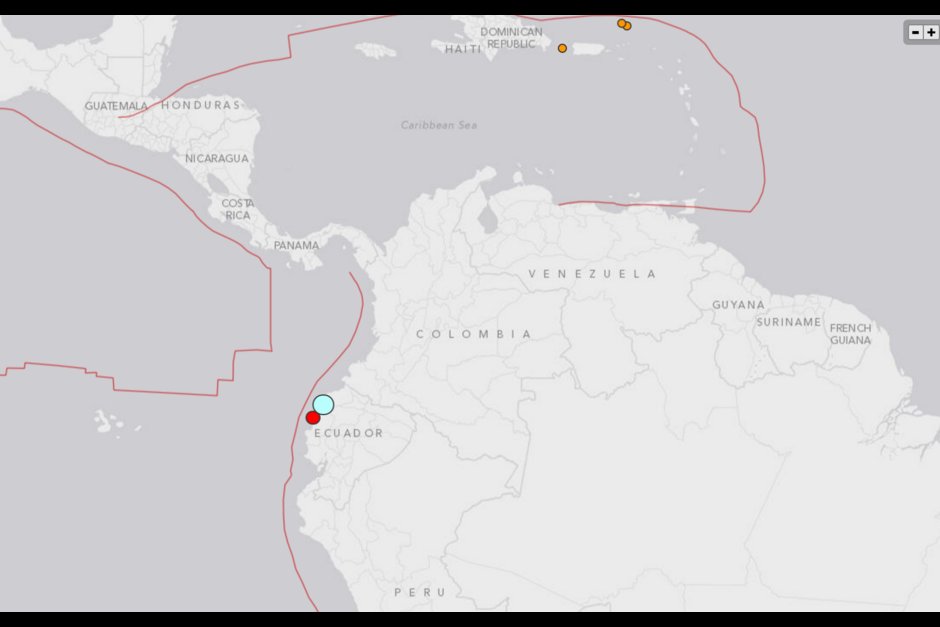 DOMINICAN
REPUBLIC
HAITI
GUATEMALA
HONDURAS
Caribbean Sea
NICARAGUA
COSTA
RICA
PANAMA
VENEZUELA
GUYANA
SURINAME
FRENCH
GUIANA
COLOMBIA
ECUADOR
PERU
- +